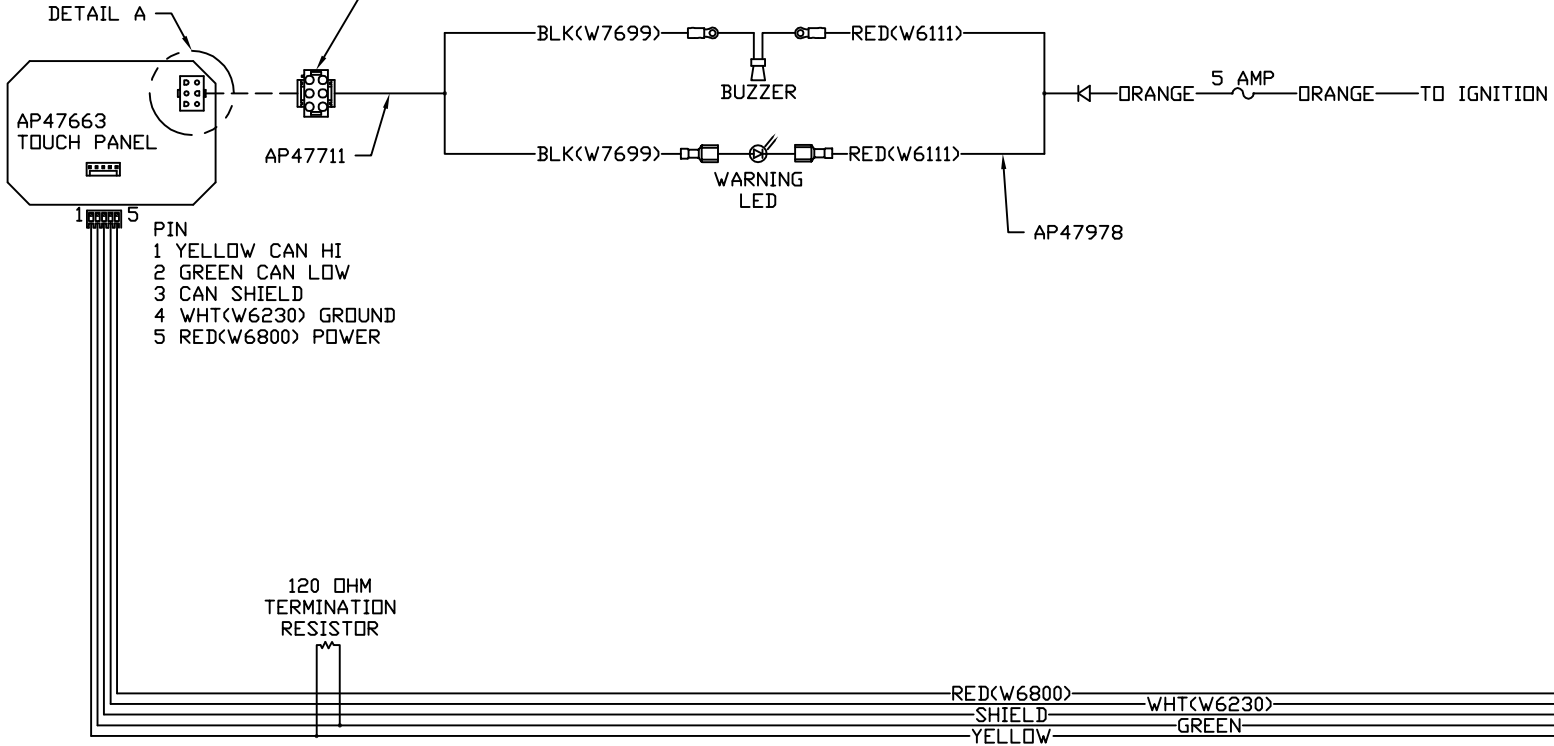 DETAIL A
BLK(W7699)
RED(W6111)
BUZZER
5 AMP
ORANGE
ORANGE
TO IGNITION
AP47663
TOUCH PANEL
AP47711
BLK(W7699)
RED(W6111)
WARNING
LED
AP47978
1
5
PIN
1 YELLOW CAN HI
2 GREEN CAN LOW
3 CAN SHIELD
4 WHT(W6230) GROUND
5 RED(W6800) POWER
120 OHM
TERMINATION
RESISTOR
RED(W6800)
WHT(W6230)
SHIELD
GREEN
YELLOW